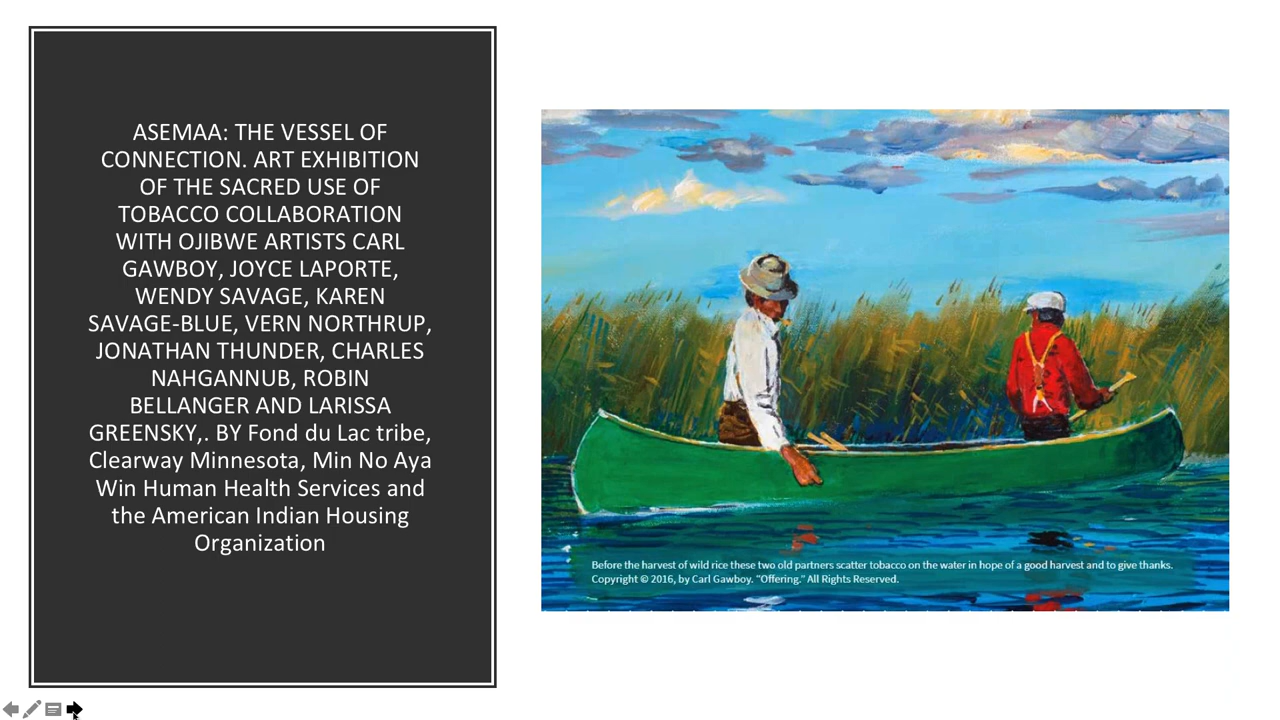 ASEMAA: THE VESSEL OF
CONNECTION. ART EXHIBITION
OF THE SACRED USE OF
TOBACCO COLLABORATION
WITH OJIBWE ARTISTS CARL
GAWBOY, JOYCE LAPORTE,
WENDY SAVAGE, KAREN
SAVAGE-BLUE, VERN NORTHRUP,
JONATHAN THUNDER, CHARLES
NAHGANNUB, ROBIN
BELLANGER AND LARISSA
GREENSKY,. BY Fond du Lac tribe,
Clearway Minnesota, Min No Aya
Win Human Health Services and
the American Indian Housing
Organization
Before the harvest of wild rice these two old partners scatter tobacco on the water in hope of a good harvest and to give thanks.
Copyright © 2016, by Carl Gawboy. "Offering." All Rights Reserved.